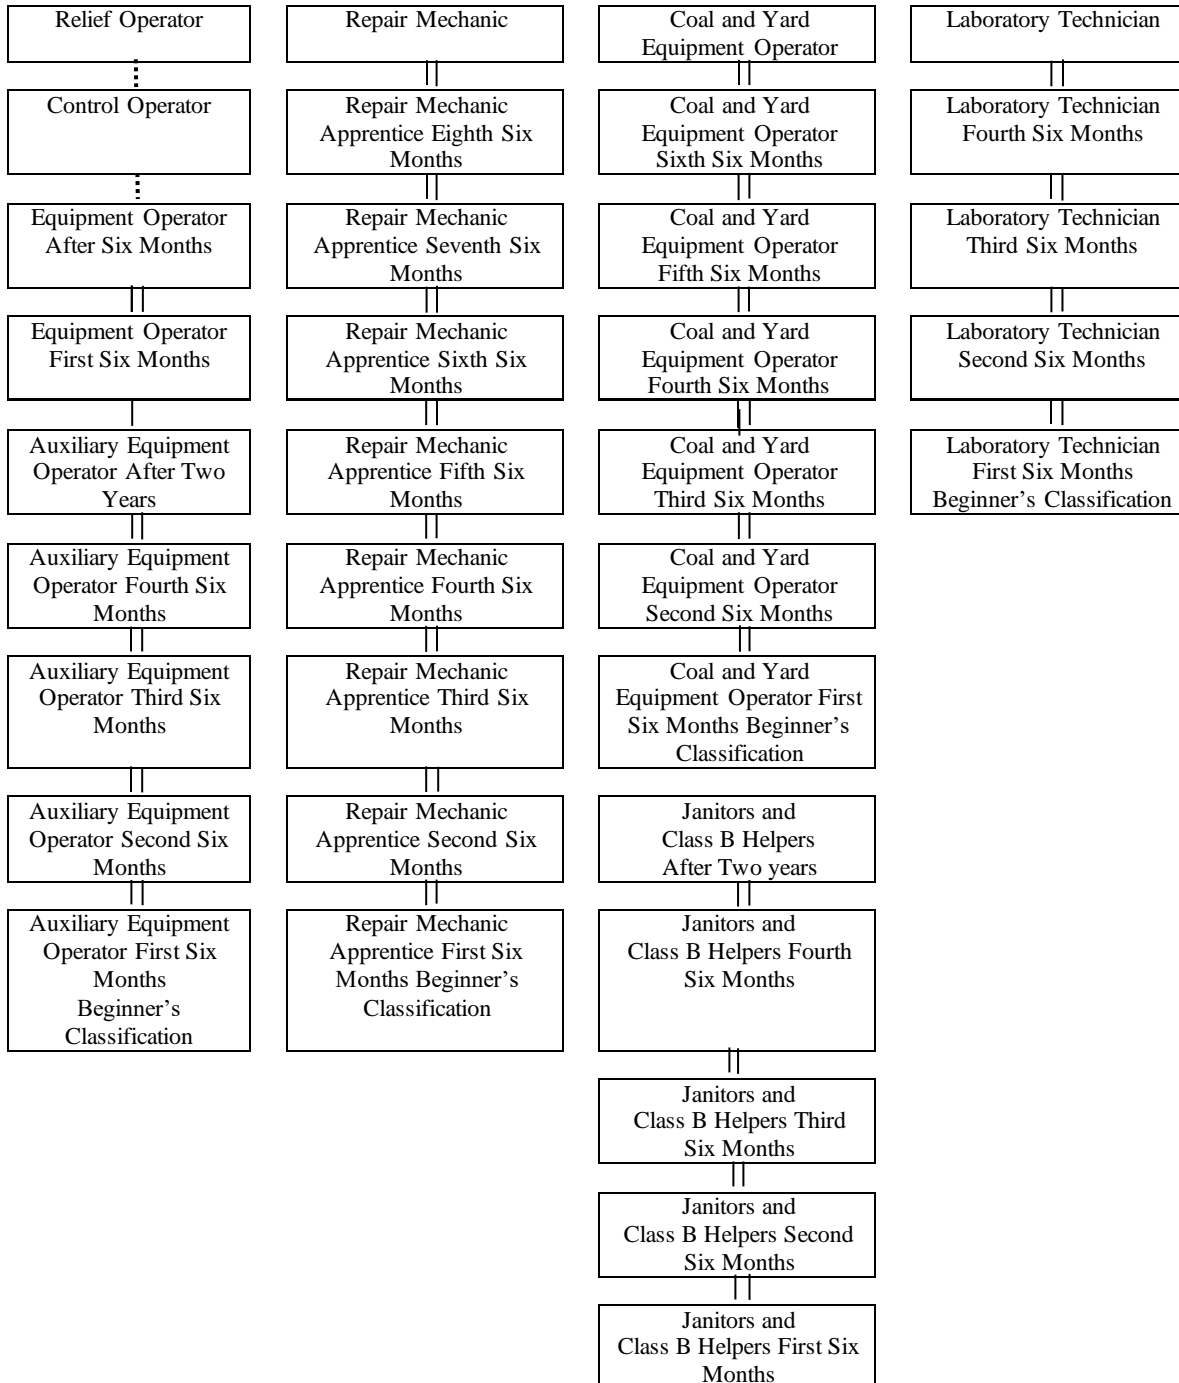 Relief Operator
Control Operator
Equipment Operator
After Six Months
Equipment Operator
First Six Months
Auxiliary Equipment
Operator After Two
Years
Auxiliary Equipment
Operator Fourth Six
Months
Auxiliary Equipment
Operator Third Six
Months
Auxiliary Equipment
Operator Second Six
Months
Auxiliary Equipment
Operator First Six
Months
Beginner’s
Classification
Repair Mechanic
Repair Mechanic
Apprentice Eighth Six
Months
Repair Mechanic
Apprentice Seventh Six
Months
Repair Mechanic
Apprentice Sixth Six
Months
Repair Mechanic
Apprentice Fifth Six
Months
Repair Mechanic
Apprentice Fourth Six
Months
Repair Mechanic
Apprentice Third Six
Months
Repair Mechanic
Apprentice Second Six
Months
Repair Mechanic
Apprentice First Six
Months Beginner’s
Classification
Coal and Yard
Equipment Operator
Coal and Yard
Equipment Operator
Sixth Six Months
Coal and Yard
Equipment Operator
Fifth Six Months
Coal and Yard
Equipment Operator
Fourth Six Months
Coal and Yard
Equipment Operator
Third Six Months
Coal and Yard
Equipment Operator
Second Six Months
Coal and Yard
Equipment Operator First
Six Months Beginner’s
Classification
Janitors and
Class B Helpers
After Two years
Janitors and
Class B Helpers Fourth
Six Months
Janitors and
Class B Helpers Third
Six Months
Janitors and
Class B Helpers Second
Six Months
Janitors and
Class B Helpers First Six
Months
Laboratory Technician
Laboratory Technician
Fourth Six Months
Laboratory Technician
Third Six Months
Laboratory Technician
Second Six Months
Laboratory Technician
First Six Months
Beginner’s Classification